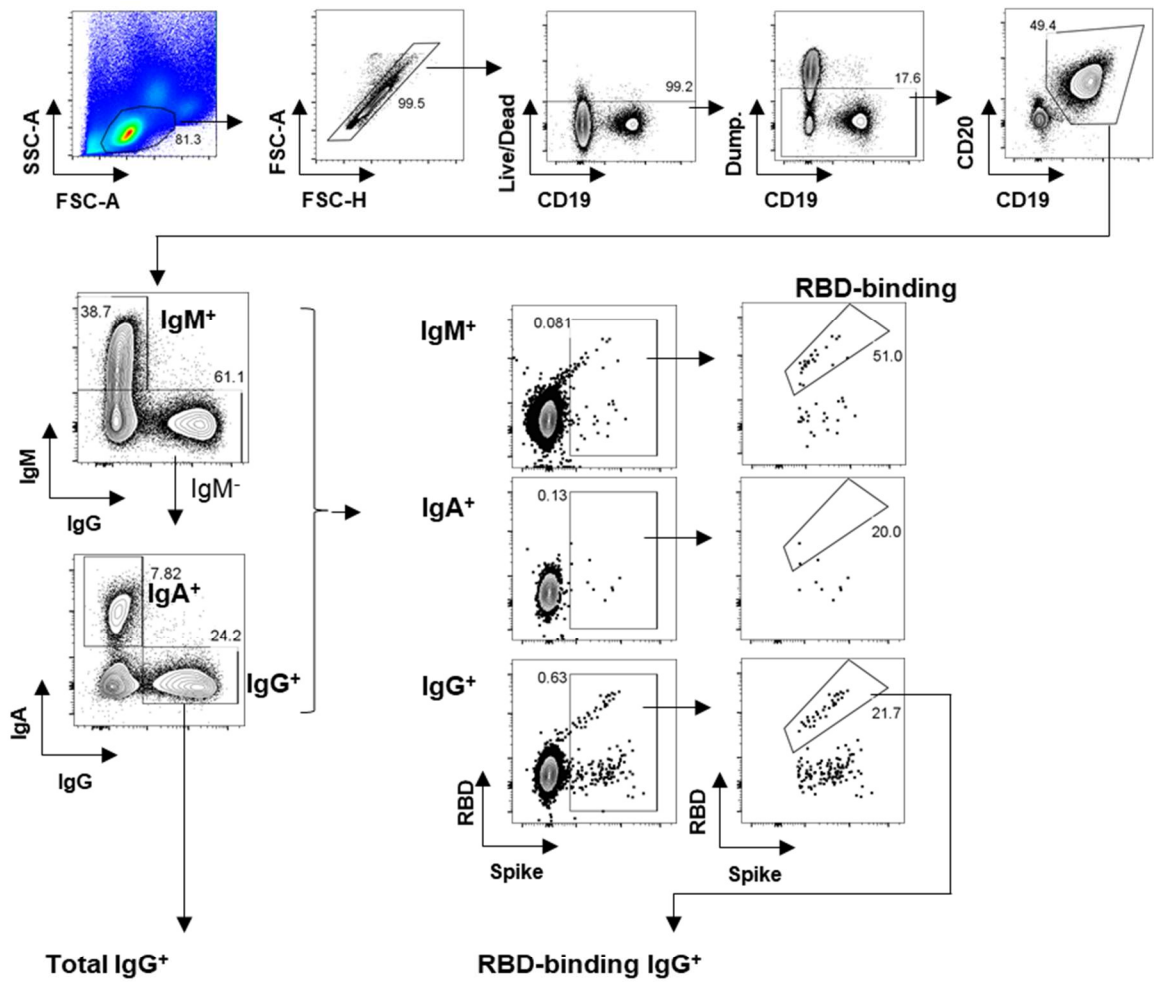 SSC-A
81.3
FSC-A
FSC-A
99.5
FSC-H
Live/Dead
99.2
CD19
Dump.
17.6
CD19
CD20
49.4
CD19
IgM
38.7
IgM⁺
61.1
IgG
IgM⁻
IgA
7.82
IgA⁺
24.2
IgG⁺
IgG
RBD-binding
IgM⁺
0.081
51.0
IgA⁺
0.13
20.0
IgG⁺
0.63
21.7
RBD
Spike
RBD
Spike
Total IgG⁺
RBD-binding IgG⁺